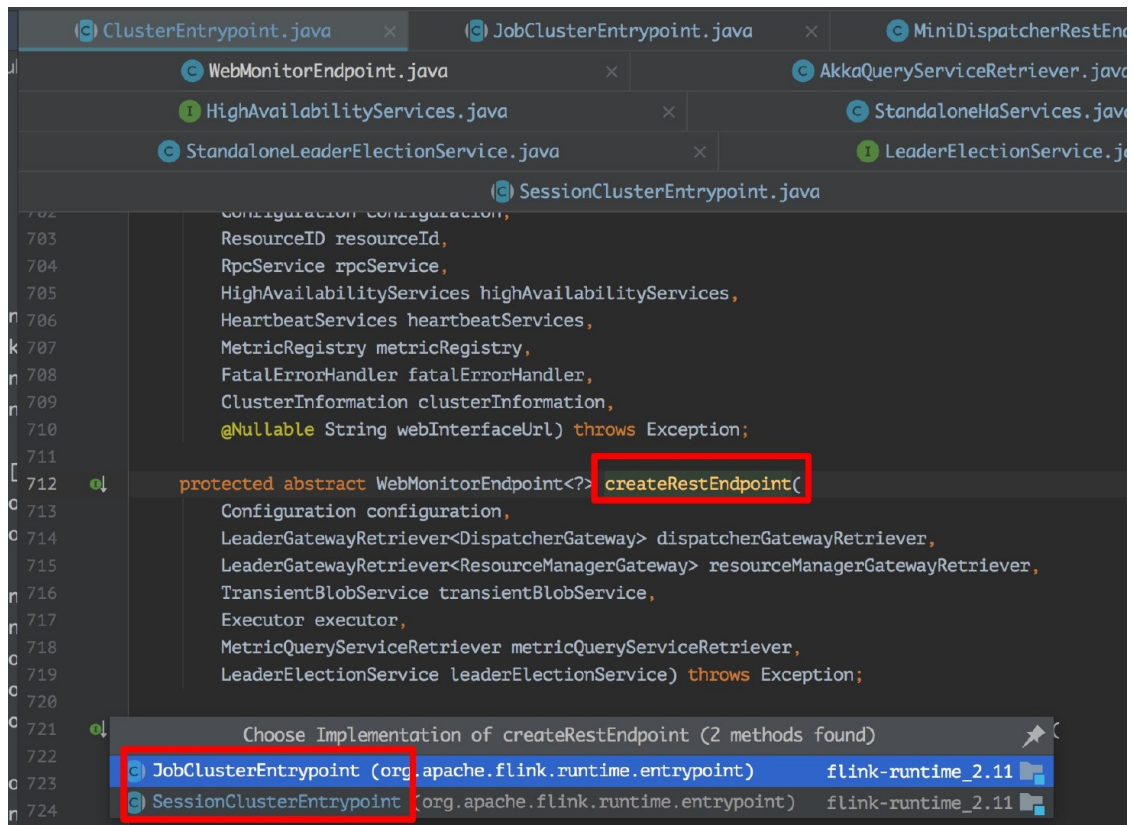 ClusterEntrypoint.java × JobClusterEntrypoint.java × MiniDispatcherRestEnd
WebMonitorEndpoint.java × AkkaQueryServiceRetriever.java
HighAvailabilityServices.java × StandaloneHaServices.java
StandaloneLeaderElectionService.java × LeaderElectionService.j
SessionClusterEntrypoint.java
702 Configuration configuration,
703 ResourceID resourceId,
704 RpcService rpcService,
705 HighAvailabilityServices highAvailabilityServices,
706 HeartbeatServices heartbeatServices,
707 MetricRegistry metricRegistry,
708 FatalErrorHandler fatalErrorHandler,
709 ClusterInformation clusterInformation,
710 @Nullable String webInterfaceUrl) throws Exception;
711
712 protected abstract WebMonitorEndpoint<?> createRestEndpoint(
713 Configuration configuration,
714 LeaderGatewayRetriever<DispatcherGateway> dispatcherGatewayRetriever,
715 LeaderGatewayRetriever<ResourceManagerGateway> resourceManagerGatewayRetriever,
716 TransientBlobService transientBlobService,
717 Executor executor,
718 MetricQueryServiceRetriever metricQueryServiceRetriever,
719 LeaderElectionService leaderElectionService) throws Exception;
720
721 Choose Implementation of createRestEndpoint (2 methods found) (
722
723 JobClusterEntrypoint (org.apache.flink.runtime.entrypoint) flink-runtime_2.11
724 SessionClusterEntrypoint (org.apache.flink.runtime.entrypoint) flink-runtime_2.11